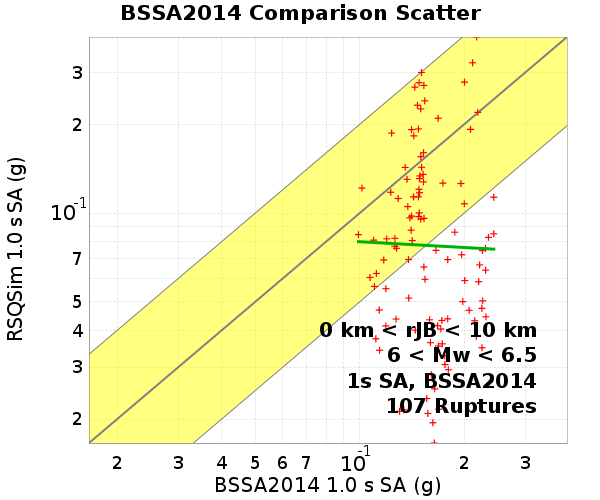 BSSA2014 Comparison Scatter
RSQSim 1.0 s SA (g)
3
2
10^-1
7
5
4
3
2
0 km < rJB < 10 km
6 < Mw < 6.5
1s SA, BSSA2014
107 Ruptures
2 3 4 5 6 7 10^-1 2 3
BSSA2014 1.0 s SA (g)